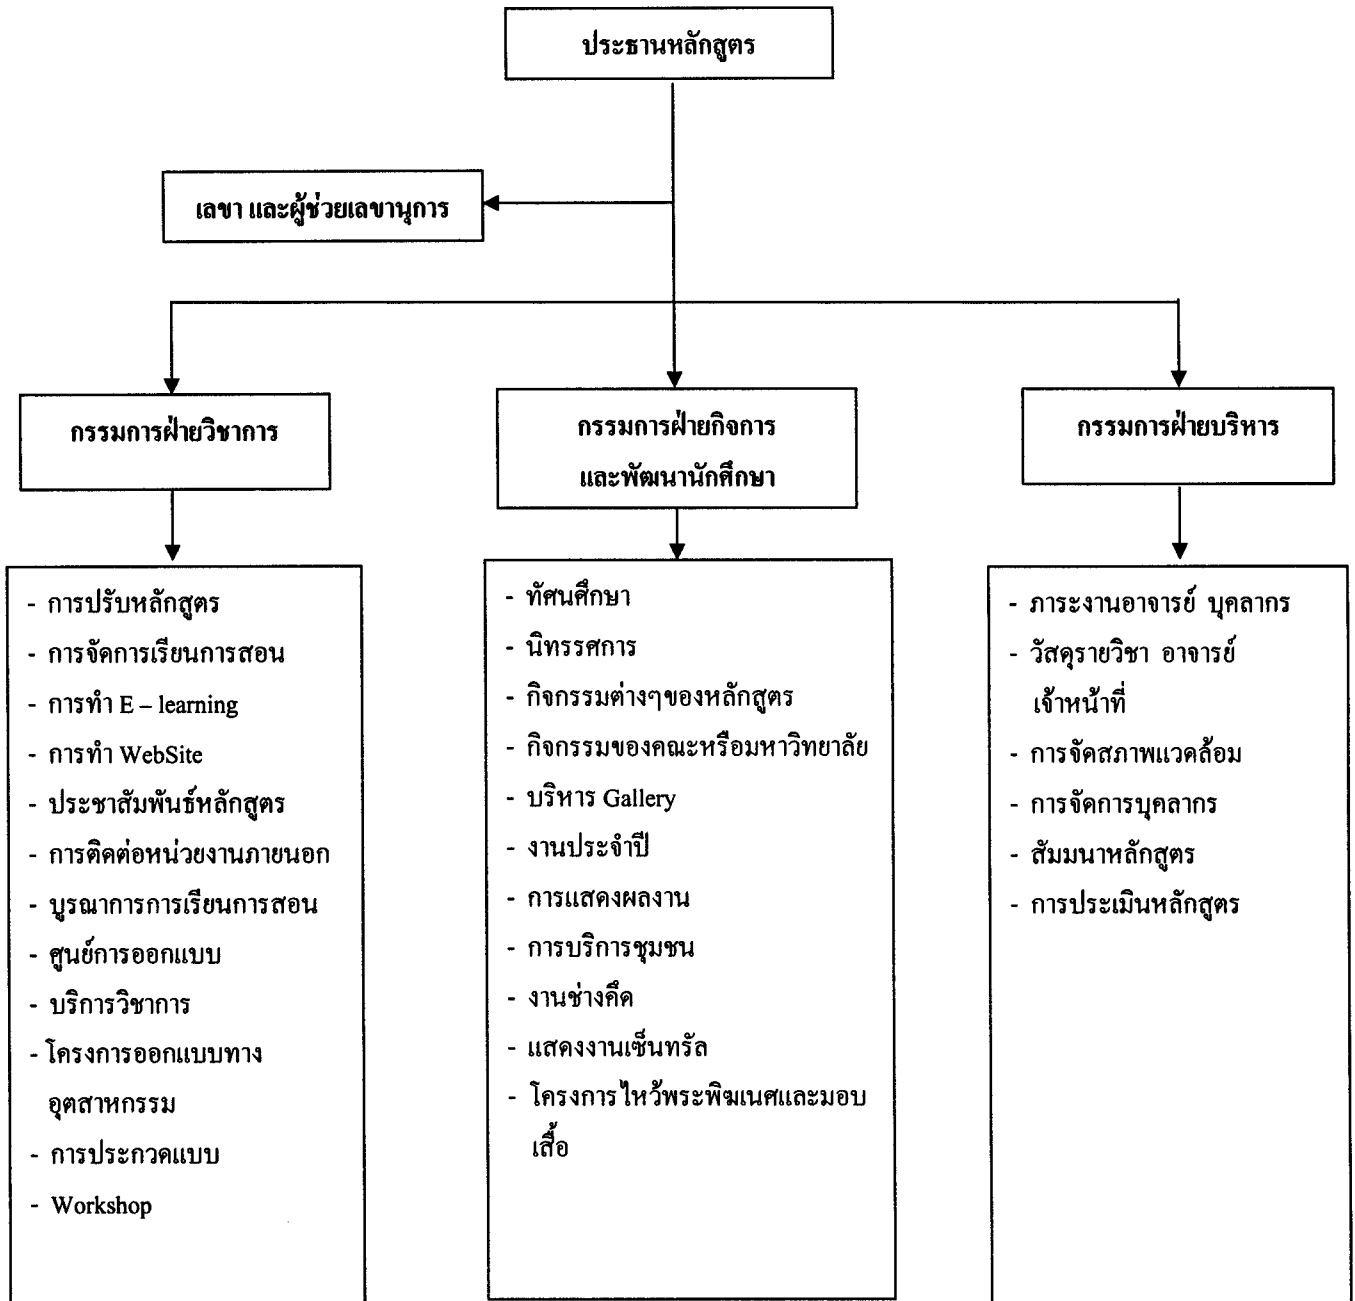 ประธานหลักสูตร
เลขา และผู้ช่วยเลขานุการ
กรรมการฝ่ายวิชาการ
กรรมการฝ่ายกิจการ
และพัฒนานักศึกษา
กรรมการฝ่ายบริหาร
- การปรับหลักสูตร
- การจัดการเรียนการสอน
- การทำ E – learning
- การทำ WebSite
- ประชาสัมพันธ์หลักสูตร
- การติดต่อหน่วยงานภายนอก
- บูรณาการการเรียนการสอน
- ศูนย์การออกแบบ
- บริการวิชาการ
- โครงการออกแบบทาง
อุตสาหกรรม
- การประกวดแบบ
- Workshop
- ทัศนศึกษา
- นิทรรศการ
- กิจกรรมต่างๆของหลักสูตร
- กิจกรรมของคณะหรือมหาวิทยาลัย
- บริหาร Gallery
- งานประจำปี
- การแสดงผลงาน
- การบริการชุมชน
- งานช่างคึด
- แสดงงานเซ็นทรัล
- โครงการไหว้พระพิฆเนศและมอบ
เสื้อ
- ภาระงานอาจารย์ บุคลากร
- วัสดุรายวิชา อาจารย์
เจ้าหน้าที่
- การจัดสภาพแวดล้อม
- การจัดการบุคลากร
- สัมมนาหลักสูตร
- การประเมินหลักสูตร